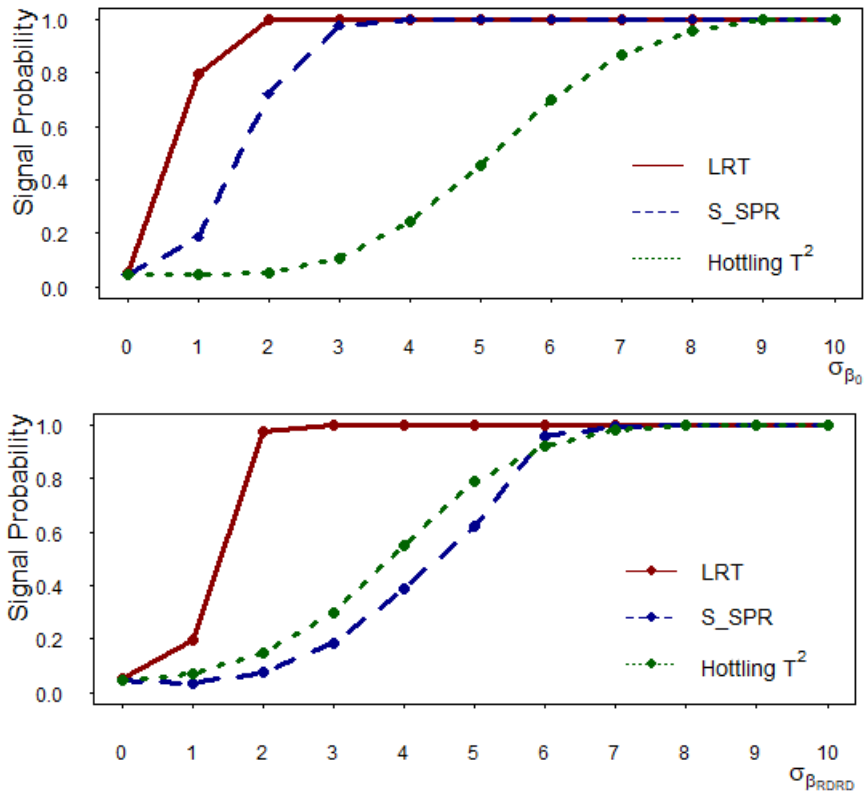 Signal Probability
1.0
0.8
0.6
0.4
0.2
0.0
LRT
S_SPR
Hottling T²
0 1 2 3 4 5 6 7 8 9 10
σβ₀
Signal Probability
1.0
0.8
0.6
0.4
0.2
0.0
LRT
S_SPR
Hottling T²
0 1 2 3 4 5 6 7 8 9 10
σβRDRD